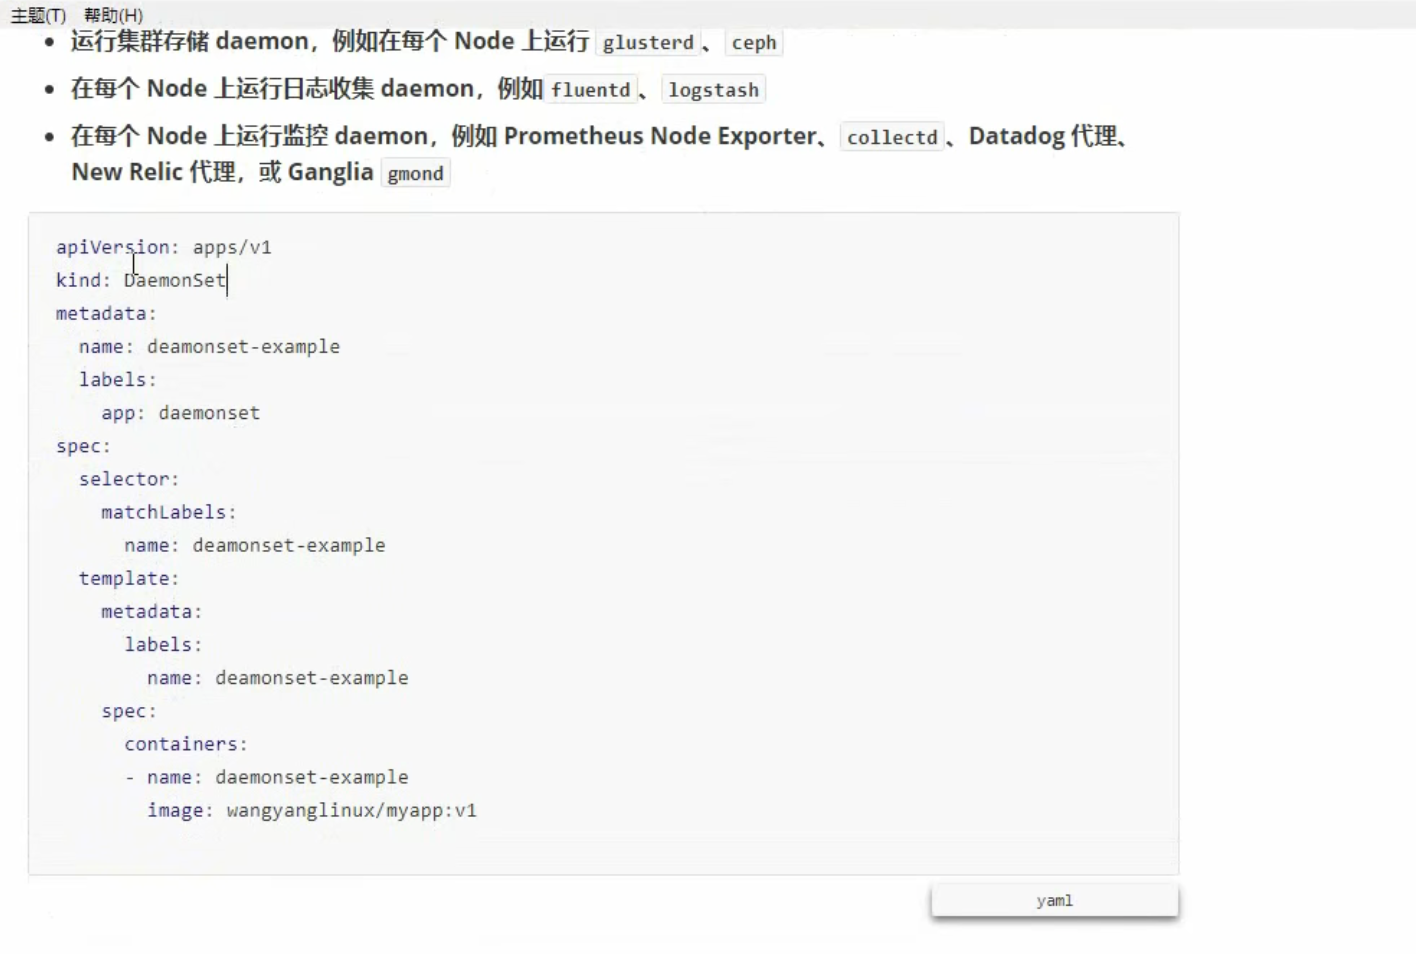 主题(T) 帮助(H)
• 运行集群存储 daemon，例如在每个 Node 上运行 glusterd、 ceph
• 在每个 Node 上运行日志收集 daemon，例如 fluentd 、 logstash
• 在每个 Node 上运行监控 daemon，例如 Prometheus Node Exporter、 collectd 、Datadog 代理、
New Relic 代理，或 Ganglia gmond
apiVersion: apps/v1
kind: DaemonSet
metadata:
  name: deamonset-example
  labels:
    app: daemonset
spec:
  selector:
    matchLabels:
      name: deamonset-example
  template:
    metadata:
      labels:
        name: deamonset-example
    spec:
      containers:
      - name: daemonset-example
        image: wangyanglinux/myapp:v1
yaml